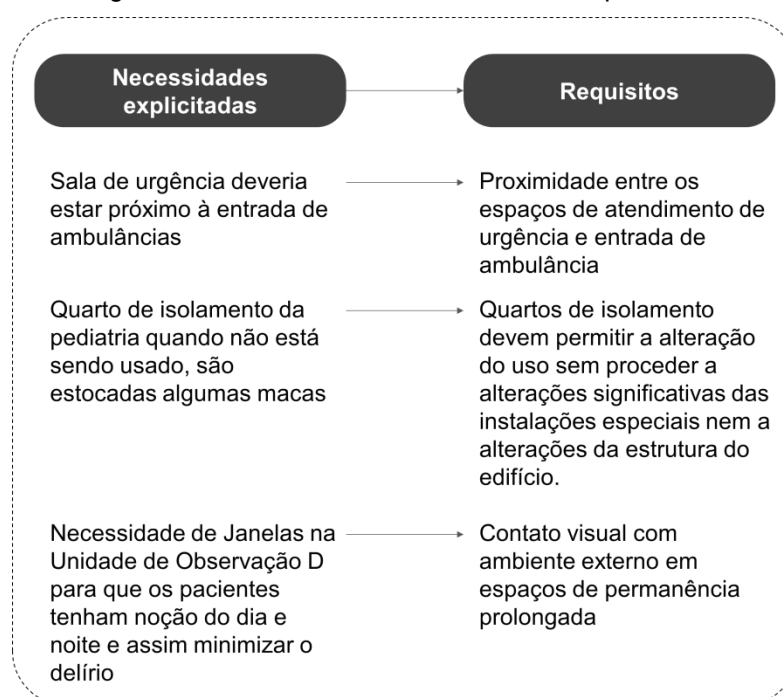 Necessidades
explicitadas
Requisitos
Sala de urgência deveria
estar próximo à entrada de
ambulâncias
Proximidade entre os
espaços de atendimento de
urgência e entrada de
ambulância
Quarto de isolamento da
pediatria quando não está
sendo usado, são
estocadas algumas macas
Quartos de isolamento
devem permitir a alteração
do uso sem proceder a
alterações significativas das
instalações especiais nem a
alterações da estrutura do
edifício.
Necessidade de Janelas na
Unidade de Observação D
para que os pacientes
tenham noção do dia e
noite e assim minimizar o
delírio
Contato visual com
ambiente externo em
espaços de permanência
prolongada